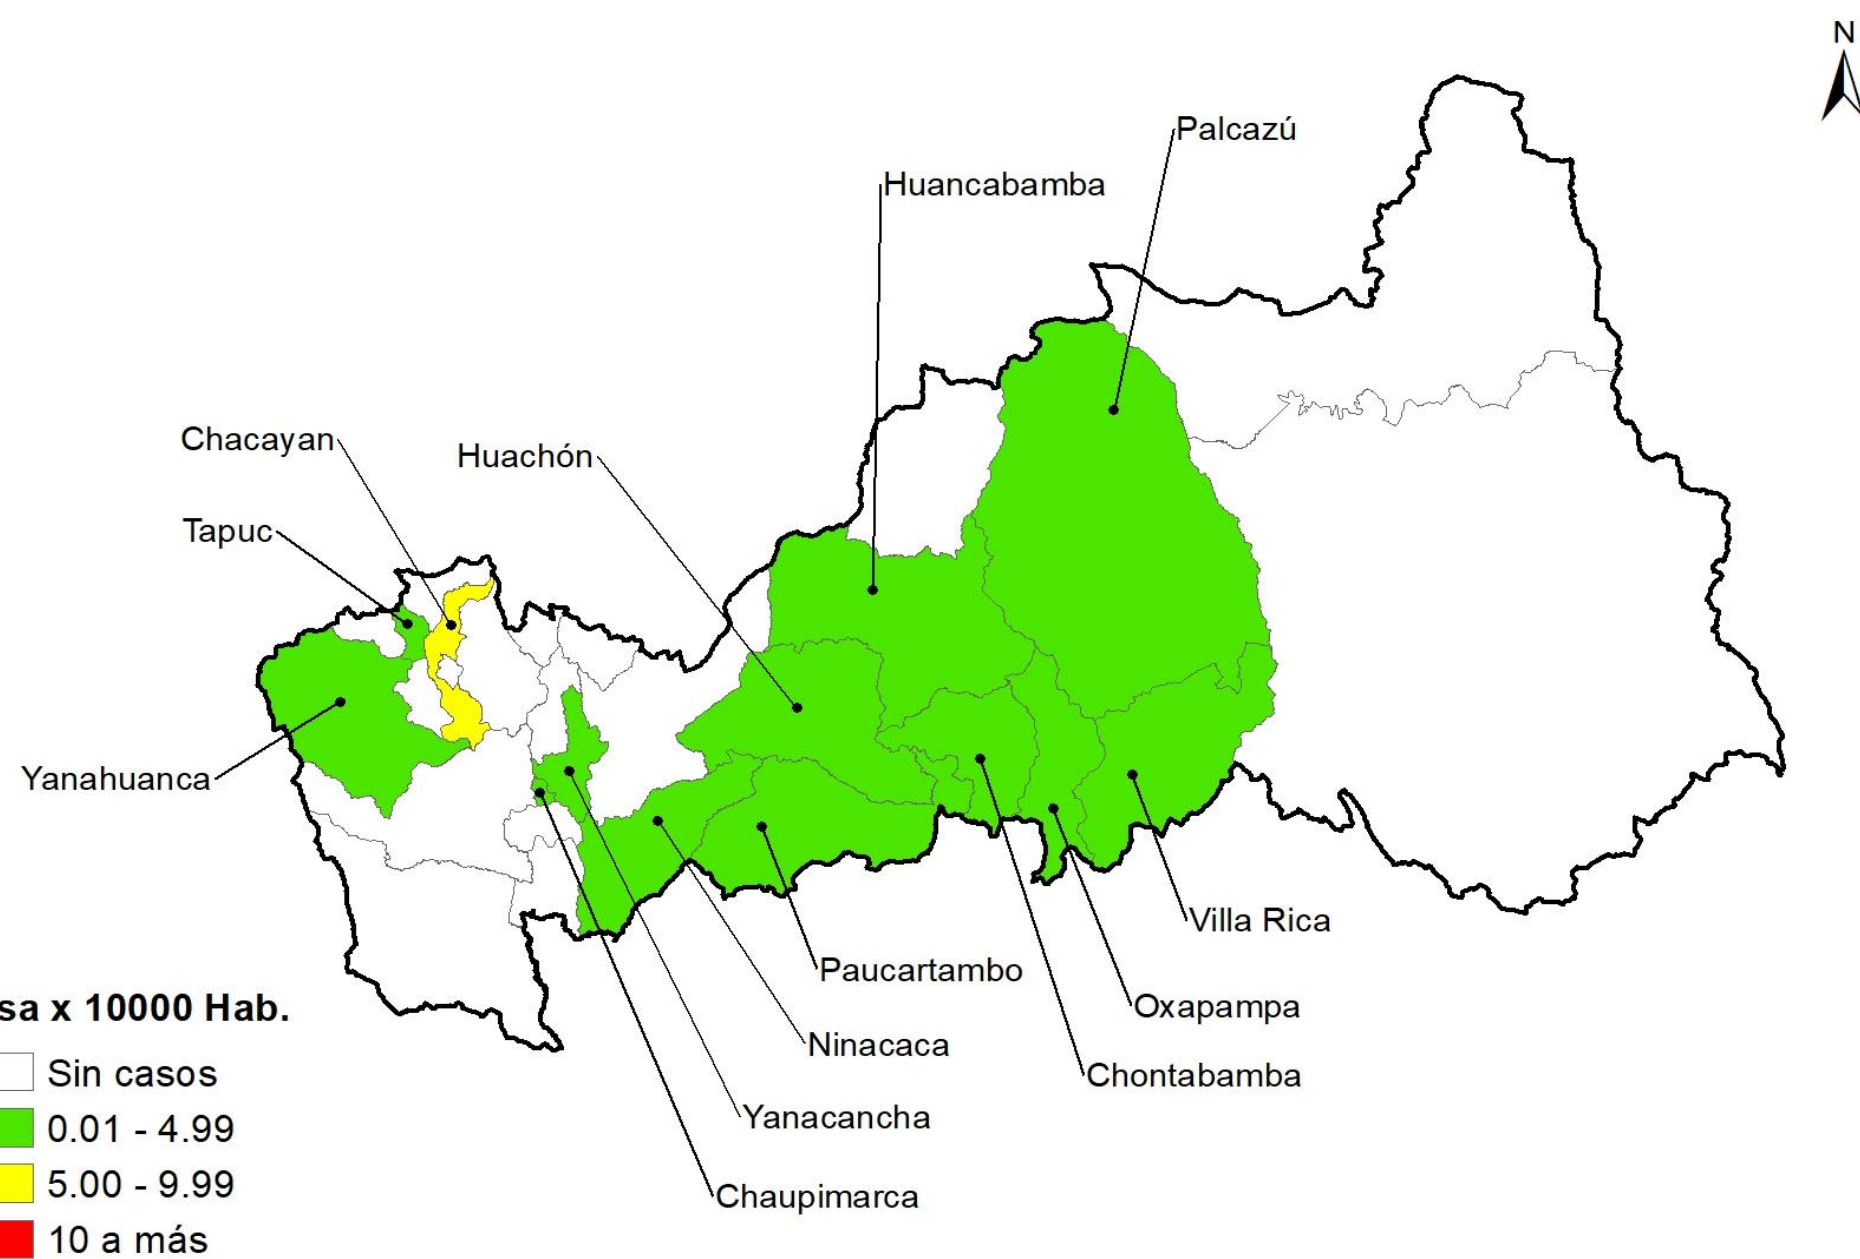 N
Palcazú
Huancabamba
Chacayan
Huachón
Tapuc
Yanahuanca
Villa Rica
Paucartambo
Oxapampa
Ninacaca
Chontabamba
Yanacancha
Chaupimarca
sa x 10000 Hab.
Sin casos
0.01 - 4.99
5.00 - 9.99
10 a más